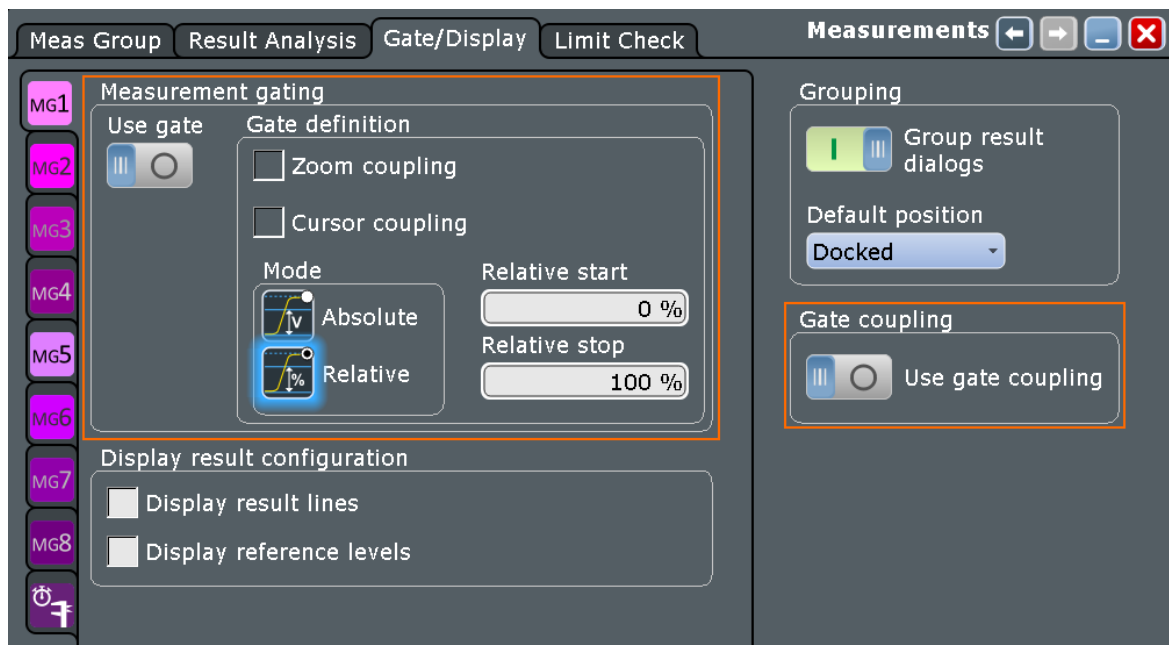 Meas Group
Result Analysis
Gate/Display
Limit Check
Measurements
MG1
MG2
MG3
MG4
MG5
MG6
MG7
MG8
Measurement gating
Use gate
Gate definition
Zoom coupling
Cursor coupling
Mode
V
Absolute
%
Relative
Relative start
0 %
Relative stop
100 %
Display result configuration
Display result lines
Display reference levels
Grouping
Group result
dialogs
Default position
Docked
Gate coupling
Use gate coupling